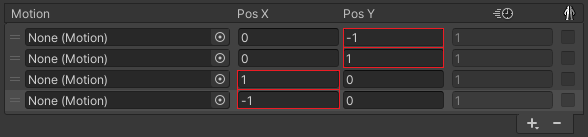 Motion Pos X Pos Y
None (Motion) 0 -1 1
None (Motion) 0 1 1
None (Motion) 1 0 1
None (Motion) -1 0 1